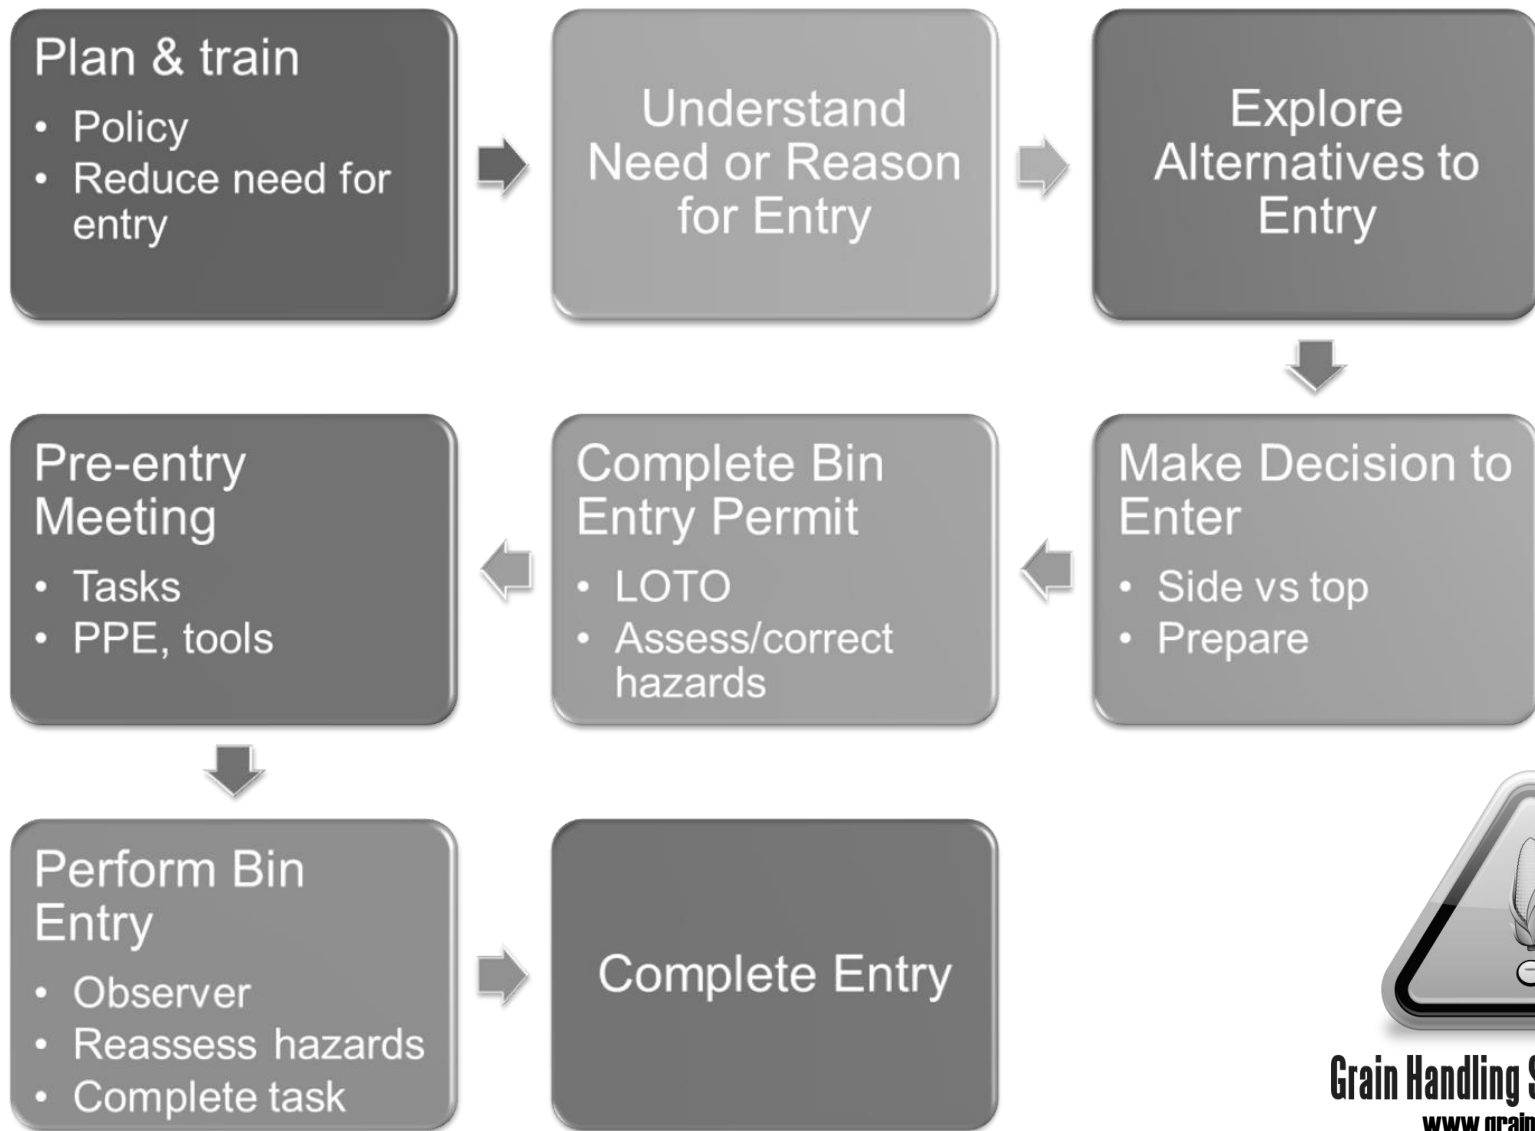 Plan & train
• Policy
• Reduce need for
entry
Understand
Need or Reason
for Entry
Explore
Alternatives to
Entry
Make Decision to
Enter
• Side vs top
• Prepare
Complete Bin
Entry Permit
• LOTO
• Assess/correct
hazards
Pre-entry
Meeting
• Tasks
• PPE, tools
Perform Bin
Entry
• Observer
• Reassess hazards
• Complete task
Complete Entry
Grain Handling